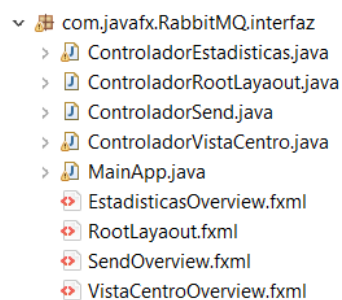 com.javafx.RabbitMQ.interfaz
ControladorEstadisticas.java
ControladorRootLayaout.java
ControladorSend.java
ControladorVistaCentro.java
MainApp.java
EstadisticasOverview.fxml
RootLayaout.fxml
SendOverview.fxml
VistaCentroOverview.fxml